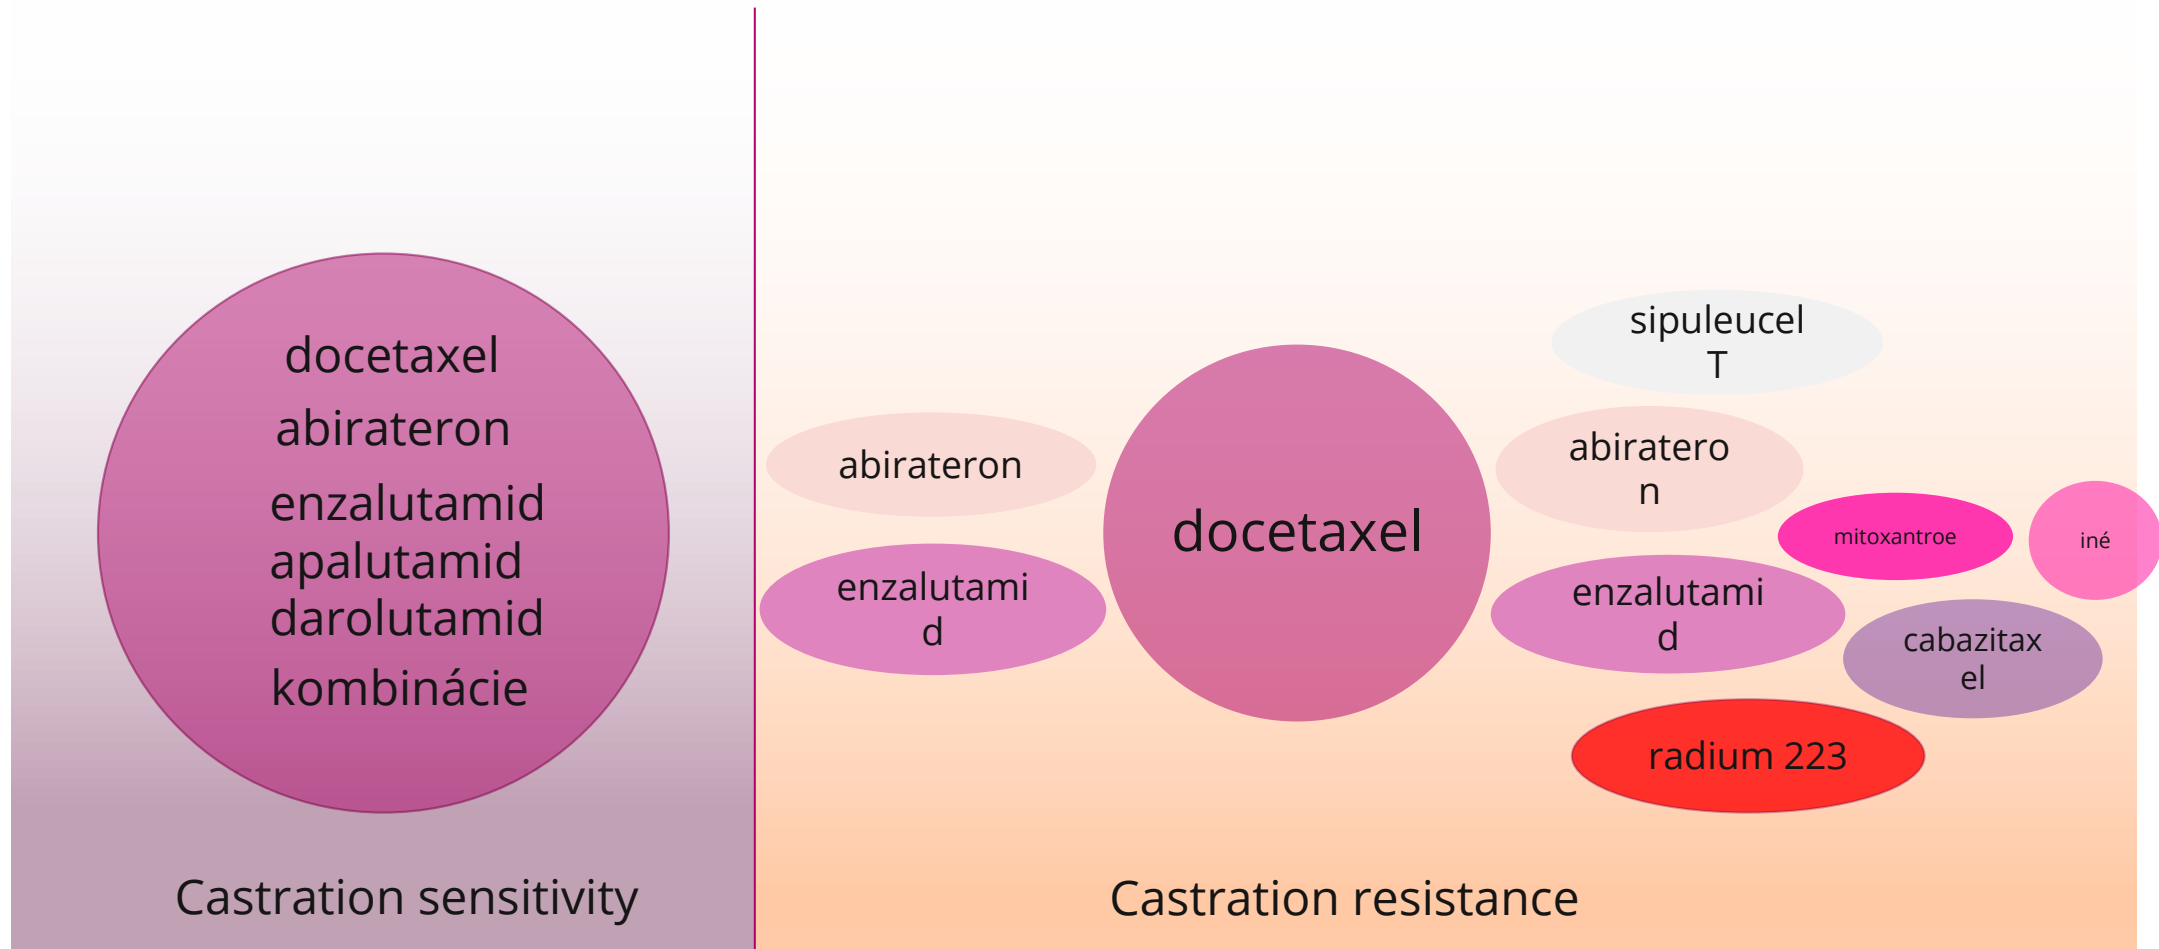 docetaxel
abirateron
enzalutamid
apalutamid
darolutamid
kombinácie
Castration sensitivity
abirateron
enzalutami
d
docetaxel
sipuleucel
T
abiratero
n
enzalutami
d
mitoxantroe
iné
cabazitax
el
radium 223
Castration resistance